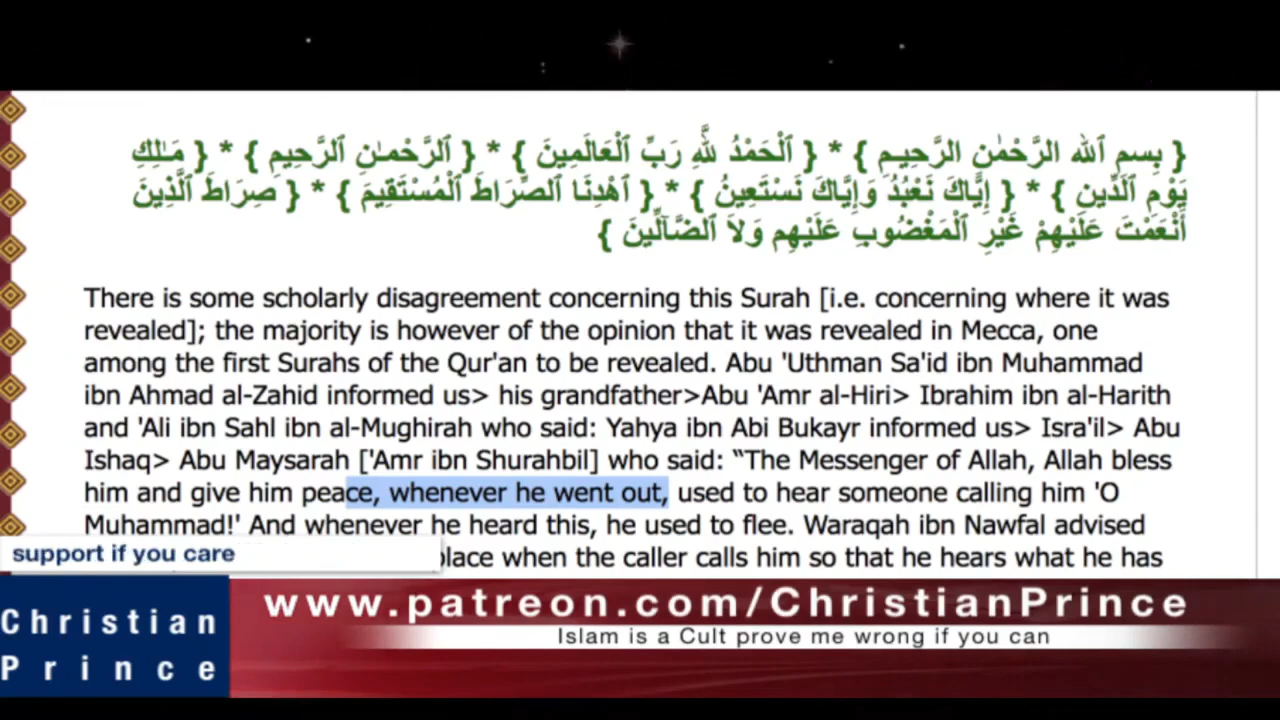 { بِسمِ ٱلله الرَّحْمٰنِ الرَّحِيـمِ } * { ٱلْحَمْدُ للَّهِ رَبِّ ٱلْعَالَمِينَ } * { ٱلرَّحْمـٰنِ ٱلرَّحِيمِ } * { مَـٰلِكِ
يَوْمِ ٱلدِّينِ } * { إِيَّاكَ نَعْبُدُ وَإِيَّاكَ نَسْتَعِينُ } * { ٱهْدِنَا ٱلصِّرَاطَ ٱلْمُسْتَقِيمَ } * { صِرَاطَ ٱلَّذِينَ
أَنْعَمْتَ عَلَيْهِمْ غَيْرِ ٱلْمَغْضُوبِ عَلَيْهِم وَلاَ ٱلضَّآلِّينَ }
There is some scholarly disagreement concerning this Surah [i.e. concerning where it was
revealed]; the majority is however of the opinion that it was revealed in Mecca, one
among the first Surahs of the Qur'an to be revealed. Abu 'Uthman Sa'id ibn Muhammad
ibn Ahmad al-Zahid informed us> his grandfather>Abu 'Amr al-Hiri> Ibrahim ibn al-Harith
and 'Ali ibn Sahl ibn al-Mughirah who said: Yahya ibn Abi Bukayr informed us> Isra'il> Abu
Ishaq> Abu Maysarah ['Amr ibn Shurahbil] who said: “The Messenger of Allah, Allah bless
him and give him peace, whenever he went out, used to hear someone calling him 'O
Muhammad!' And whenever he heard this, he used to flee. Waraqah ibn Nawfal advised
place when the caller calls him so that he hears what he has
support if you care
Christian
Prince
www.patreon.com/ChristianPrince
Islam is a Cult prove me wrong if you can